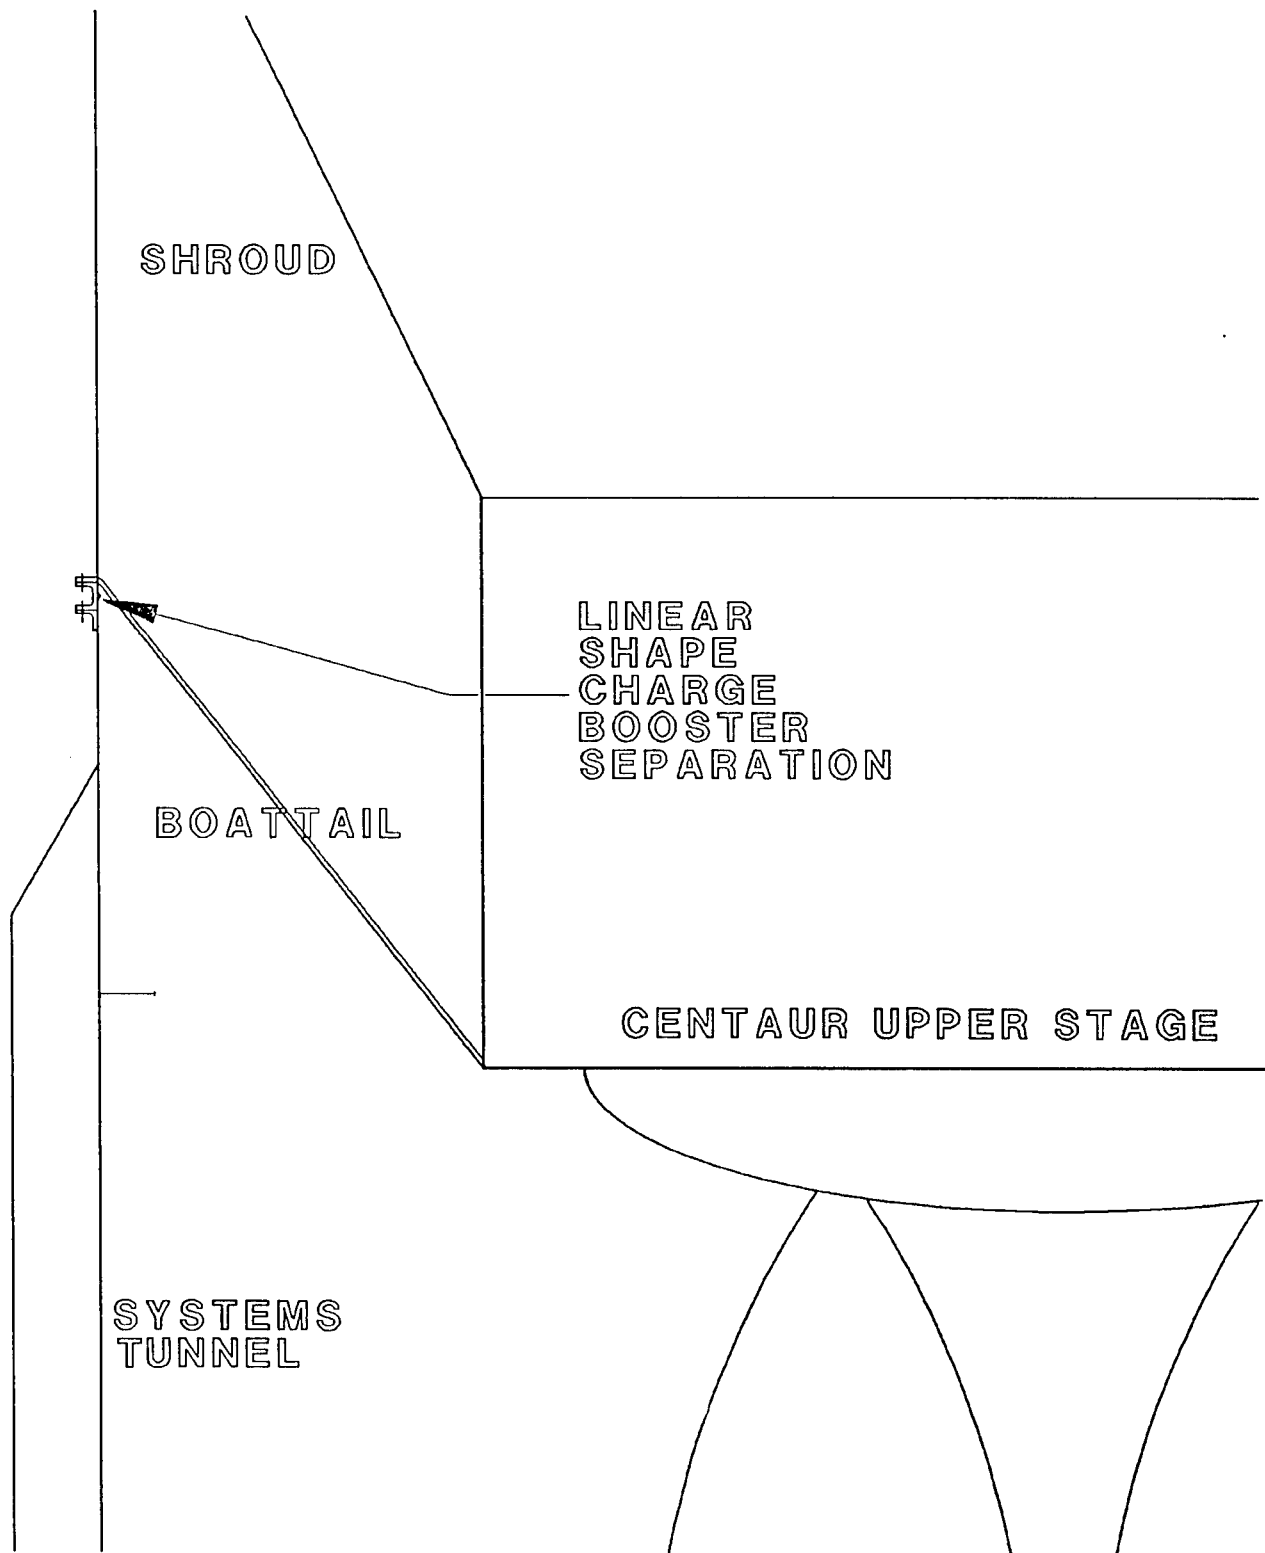 SHROUD
LINEAR
SHAPE
CHARGE
BOOSTER
SEPARATION
BOATTAIL
CENTAUR UPPER STAGE
SYSTEMS
TUNNEL